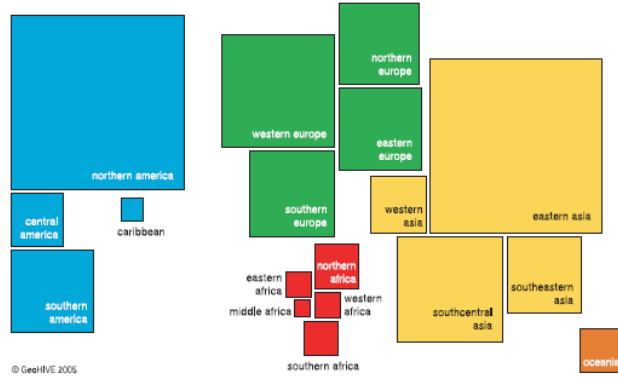 northern
europe
western europe
eastern
europe
northern america
western
asia
eastern asia
central
america
caribbean
southern
europe
northern
africa
eastern
africa
southeastern
asia
middle africa
western
africa
southern
america
southcentral
asia
southern africa
oceania
© GeoHIVE 2005